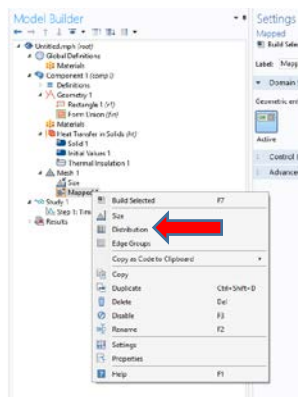 Model Builder
Untitled.mph (root)
Global Definitions
Materials
Component 1 (comp1)
Definitions
Geometry 1
Rectangle 1 (r1)
Form Union (fin)
Materials
Heat Transfer in Solids (ht)
Solid 1
Initial Values 1
Thermal Insulation 1
Mesh 1
Size
Mapped
Study 1
Step 1: Time
Results
Build Selected F7
Size
Distribution
Edge Groups
Copy as Code to Clipboard
Copy
Duplicate Ctrl+Shift+D
Delete Del
Disable F3
Rename F2
Settings
Properties
Help F1
Settings
Mapped
Build Sele
Label: Mapp
Domain
Geometric en
Active
Control
Advance